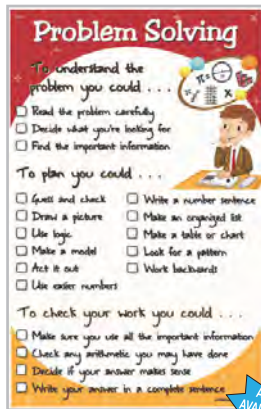 Problem Solving
To understand the
problem you could . . .
Read the problem carefully
Decide what you're looking for
Find the important information
To plan you could . . .
Guess and check
Draw a picture
Use logic
Make a model
Act it out
Use easier numbers
Write a number sentence
Make an organized list
Make a table or chart
Look for a pattern
Work backwards
To check your work you could . . .
Make sure you use all the important information
Check any arithmetic you may have done
Decide if your answer makes sense
Write your answer in a complete sentence